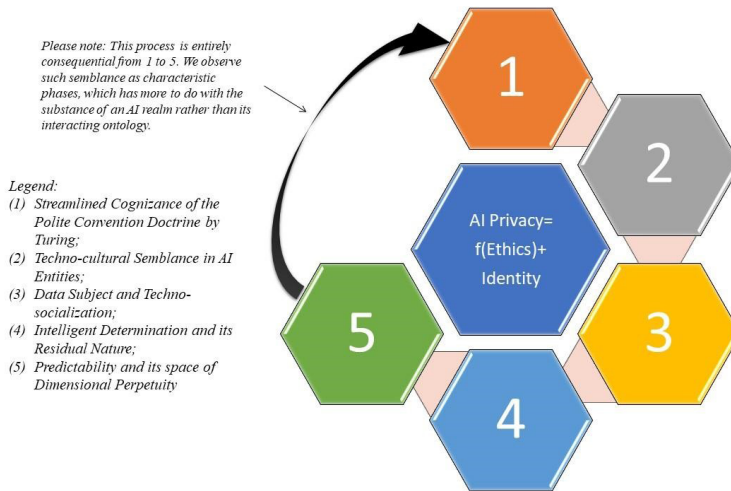 Please note: This process is entirely
consequential from 1 to 5. We observe
such semblance as characteristic
phases, which has more to do with the
substance of an AI realm rather than its
interacting ontology.
Legend:
(1) Streamlined Cognizance of the
Polite Convention Doctrine by
Turing;
(2) Techno-cultural Semblance in AI
Entities;
(3) Data Subject and Techno-
socialization;
(4) Intelligent Determination and its
Residual Nature;
(5) Predictability and its space of
Dimensional Perpetuity
1
2
3
4
5
AI Privacy=
f(Ethics)+
Identity